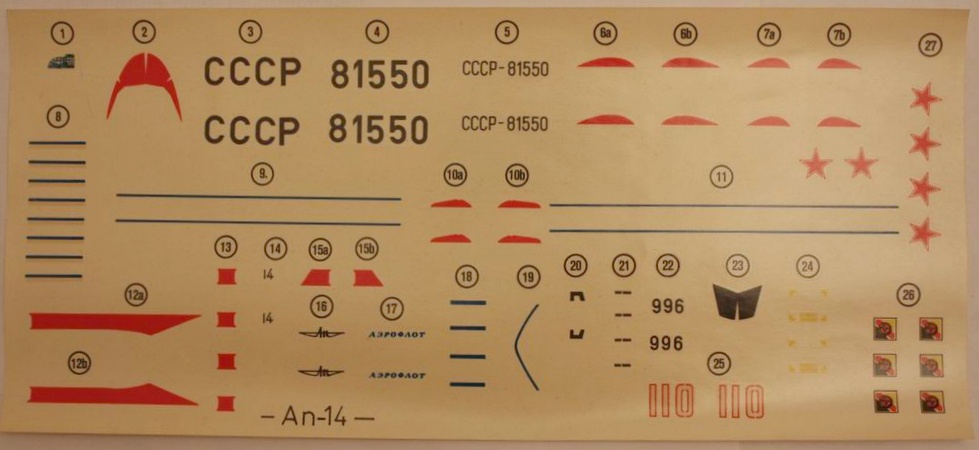 1 2 3 4 5 6a 6b 7a 7b 27
СССР 81550 СССР-81550
8
СССР 81550 СССР-81550
9. 10a 10b 11
13 14 15a 15b 18 19 20 21 22 23 24
14
12a 16 17 26
996
14
АЭРОФЛОТ
996
12b 25
АЭРОФЛОТ
110 110
— An-14 —